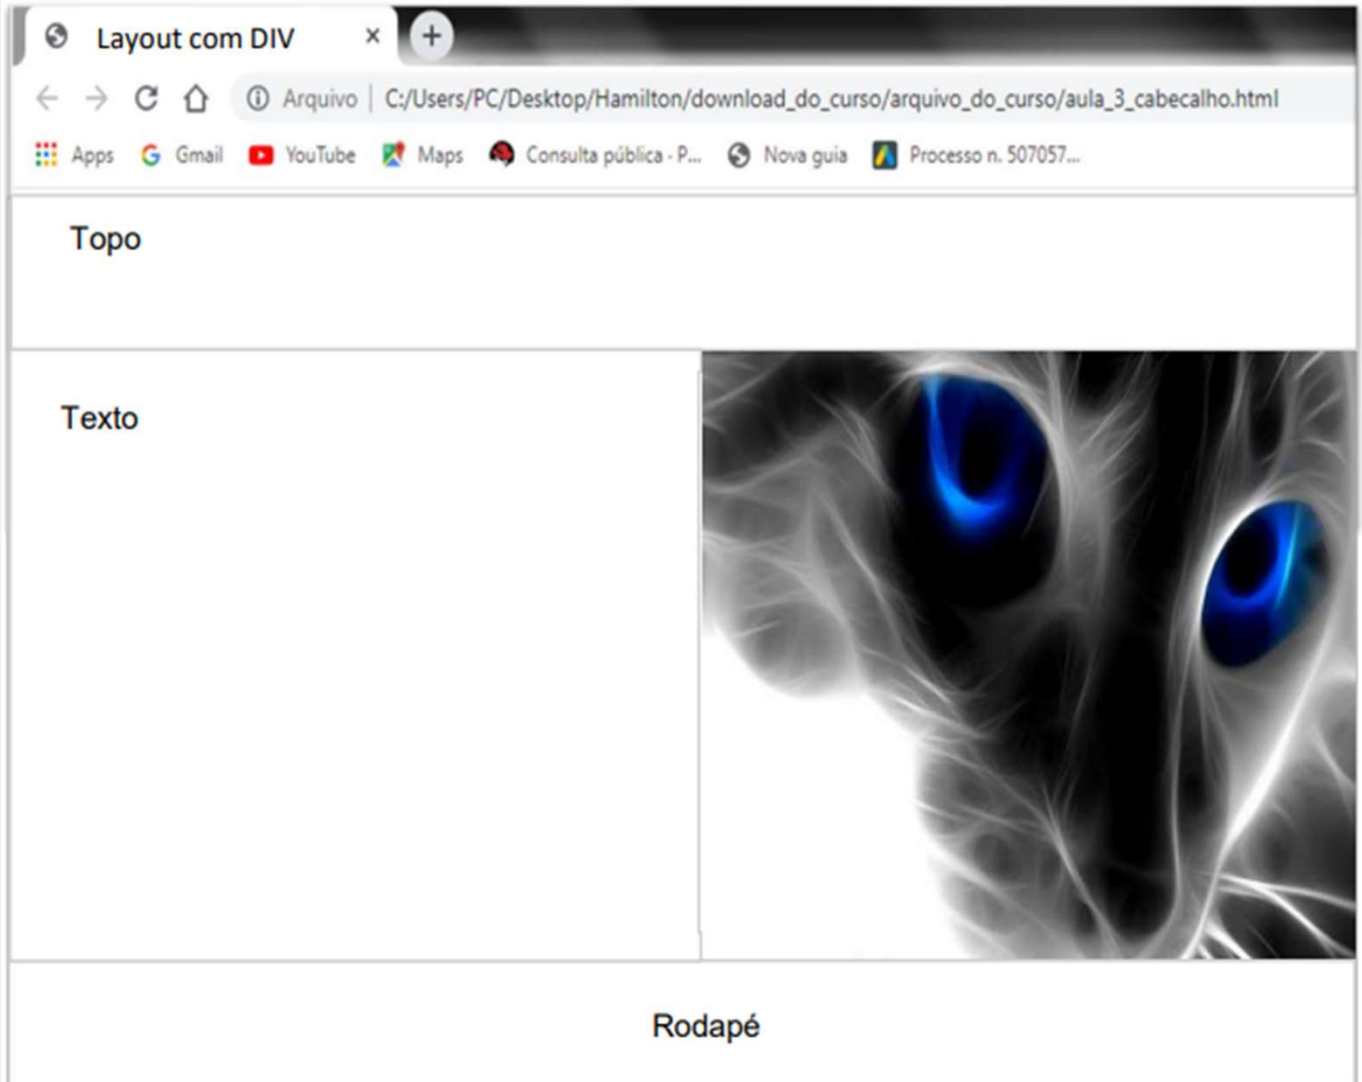 Layout com DIV
Arquivo C:/Users/PC/Desktop/Hamilton/download_do_curso/arquivo_do_curso/aula_3_cabecalho.html
Apps Gmail YouTube Maps Consulta pública - P... Nova guia Processo n. 507057...
Topo
Texto
Rodapé